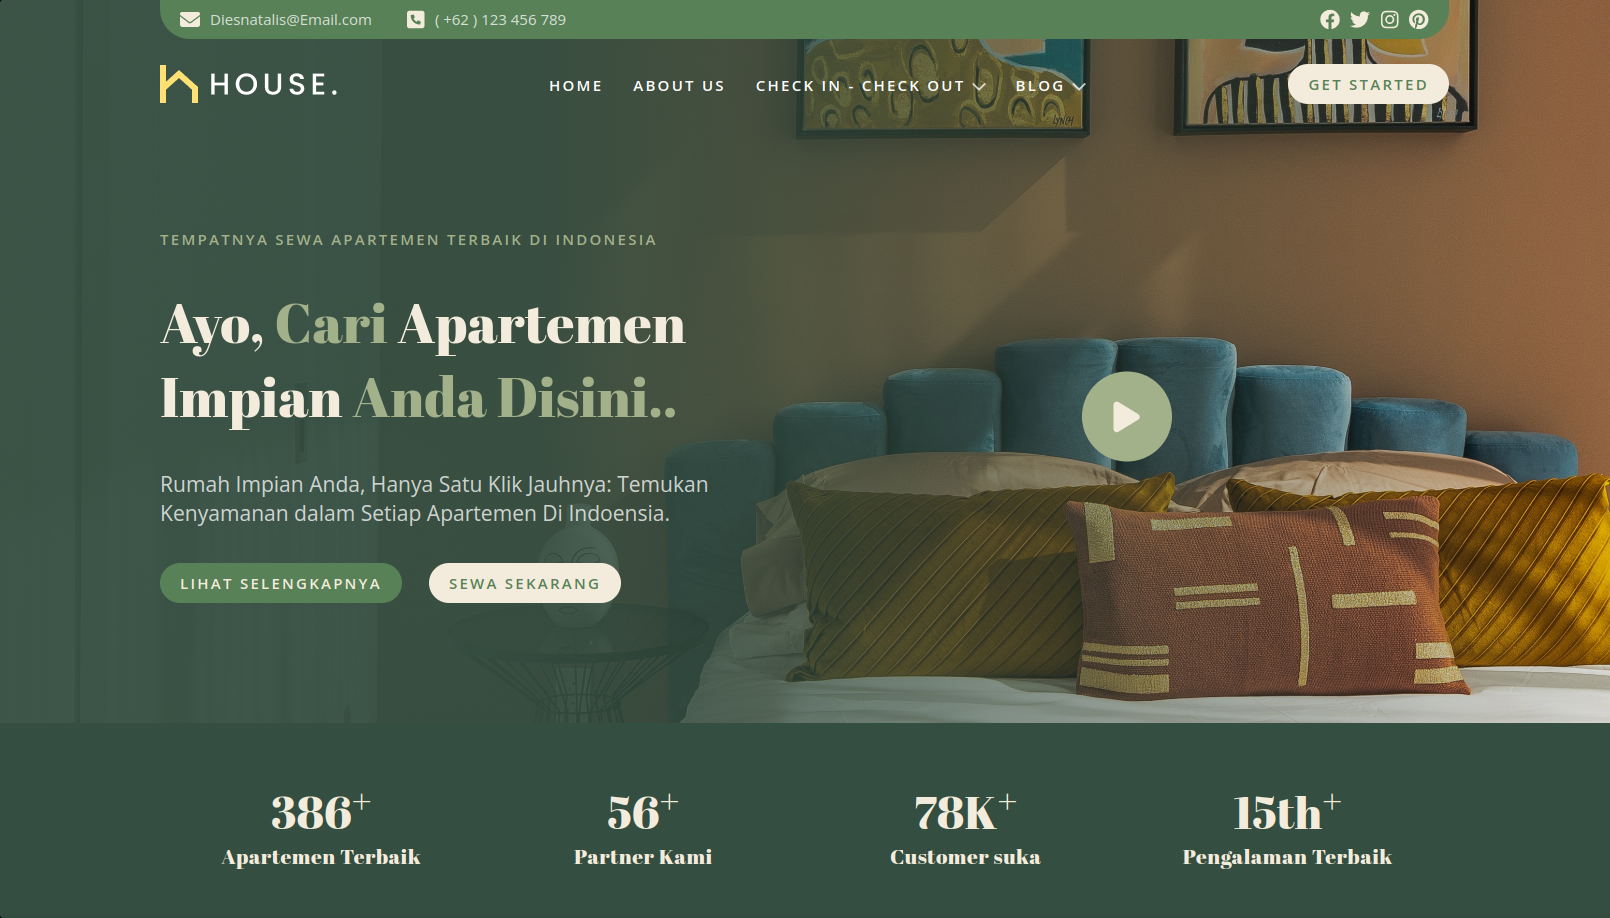 Diesnatalis@Email.com
( +62 ) 123 456 789
HOUSE.
HOME
ABOUT US
CHECK IN - CHECK OUT
BLOG
GET STARTED
LYNCH
TEMPATNYA SEWA APARTEMEN TERBAIK DI INDONESIA
Ayo, Cari Apartemen
Impian Anda Disini..
Rumah Impian Anda, Hanya Satu Klik Jauhnya: Temukan
Kenyamanan dalam Setiap Apartemen Di Indoensia.
LIHAT SELENGKAPNYA
SEWA SEKARANG
386+
Apartemen Terbaik
56+
Partner Kami
78K+
Customer suka
15th+
Pengalaman Terbaik